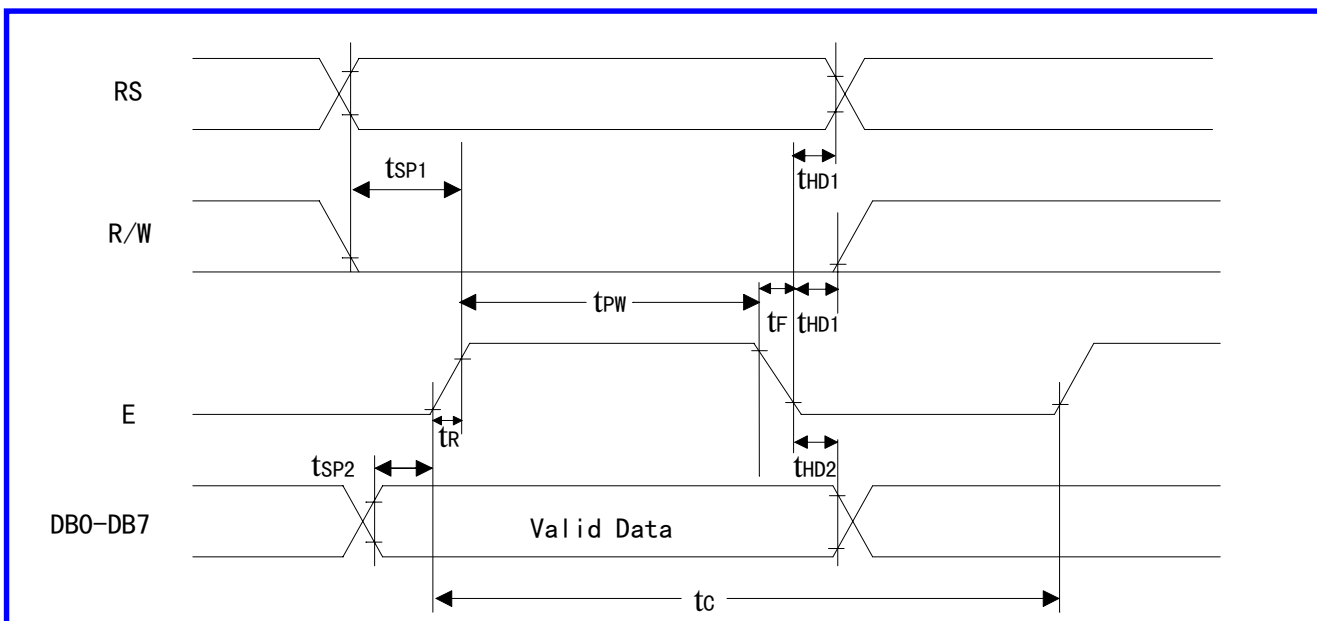 RS
tSP1
tHD1
R/W
tPW
tF
tHD1
E
tR
tSP2
tHD2
DB0-DB7
Valid Data
tC